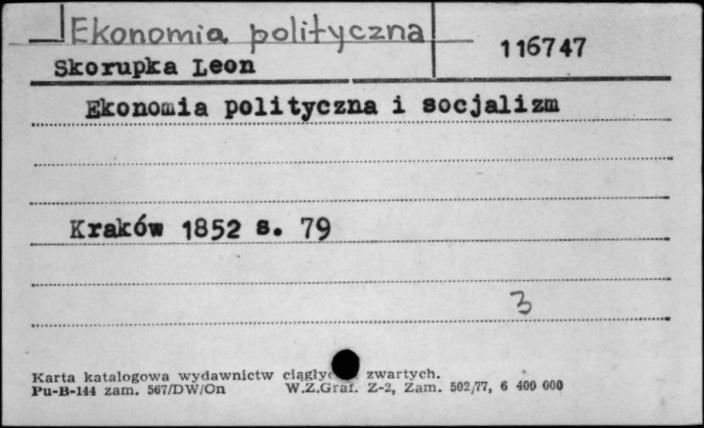 Ekonomia polityczna
116747
Skorupka Leon
Ekonomia polityczna i socjalizm
Kraków 1852 s. 79
3
Karta katalogowa wydawnictw zwartych.
Pu-B-144 zam. 567/DW/On W.Z.Graf. Z-2, Zam. 502/77, 6 400 000